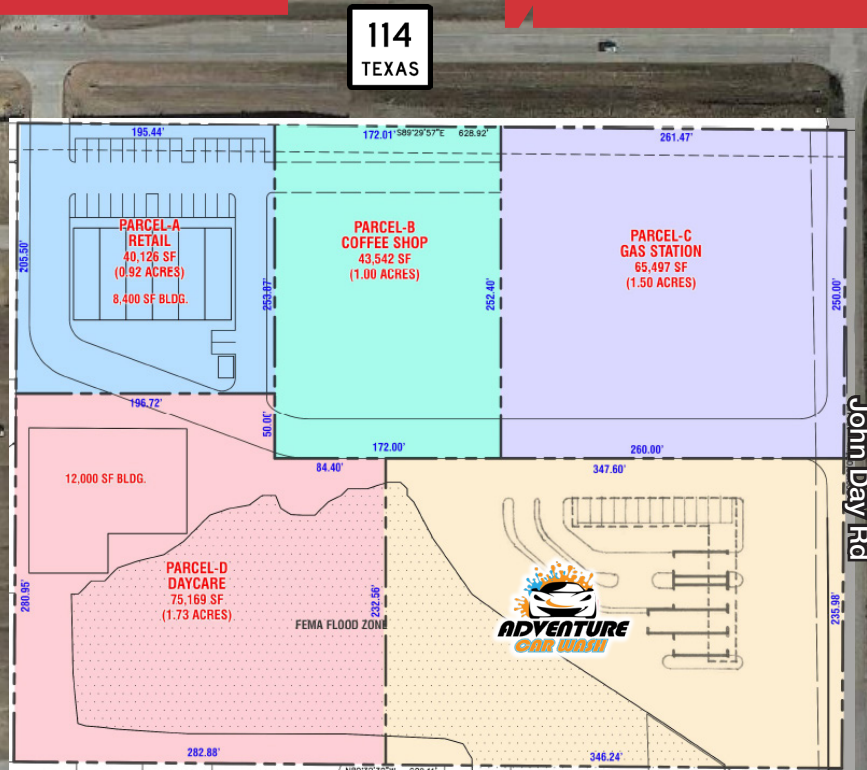 114
TEXAS
195.44'
172.01'
S89°29'57"E 628.92'
261.47'
205.50'
PARCEL-A
RETAIL
40,126 SF
(0.92 ACRES)
8,400 SF BLDG.
253.87'
PARCEL-B
COFFEE SHOP
43,542 SF
(1.00 ACRES)
252.40'
PARCEL-C
GAS STATION
65,497 SF
(1.50 ACRES)
250.00'
196.72'
50.00'
172.00'
260.00'
John Day Rd
84.40'
347.60'
12,000 SF BLDG.
280.95'
PARCEL-D
DAYCARE
75,169 SF
(1.73 ACRES)
232.56'
FEMA FLOOD ZONE
ADVENTURE
CAR WASH
235.98'
282.88'
346.24'